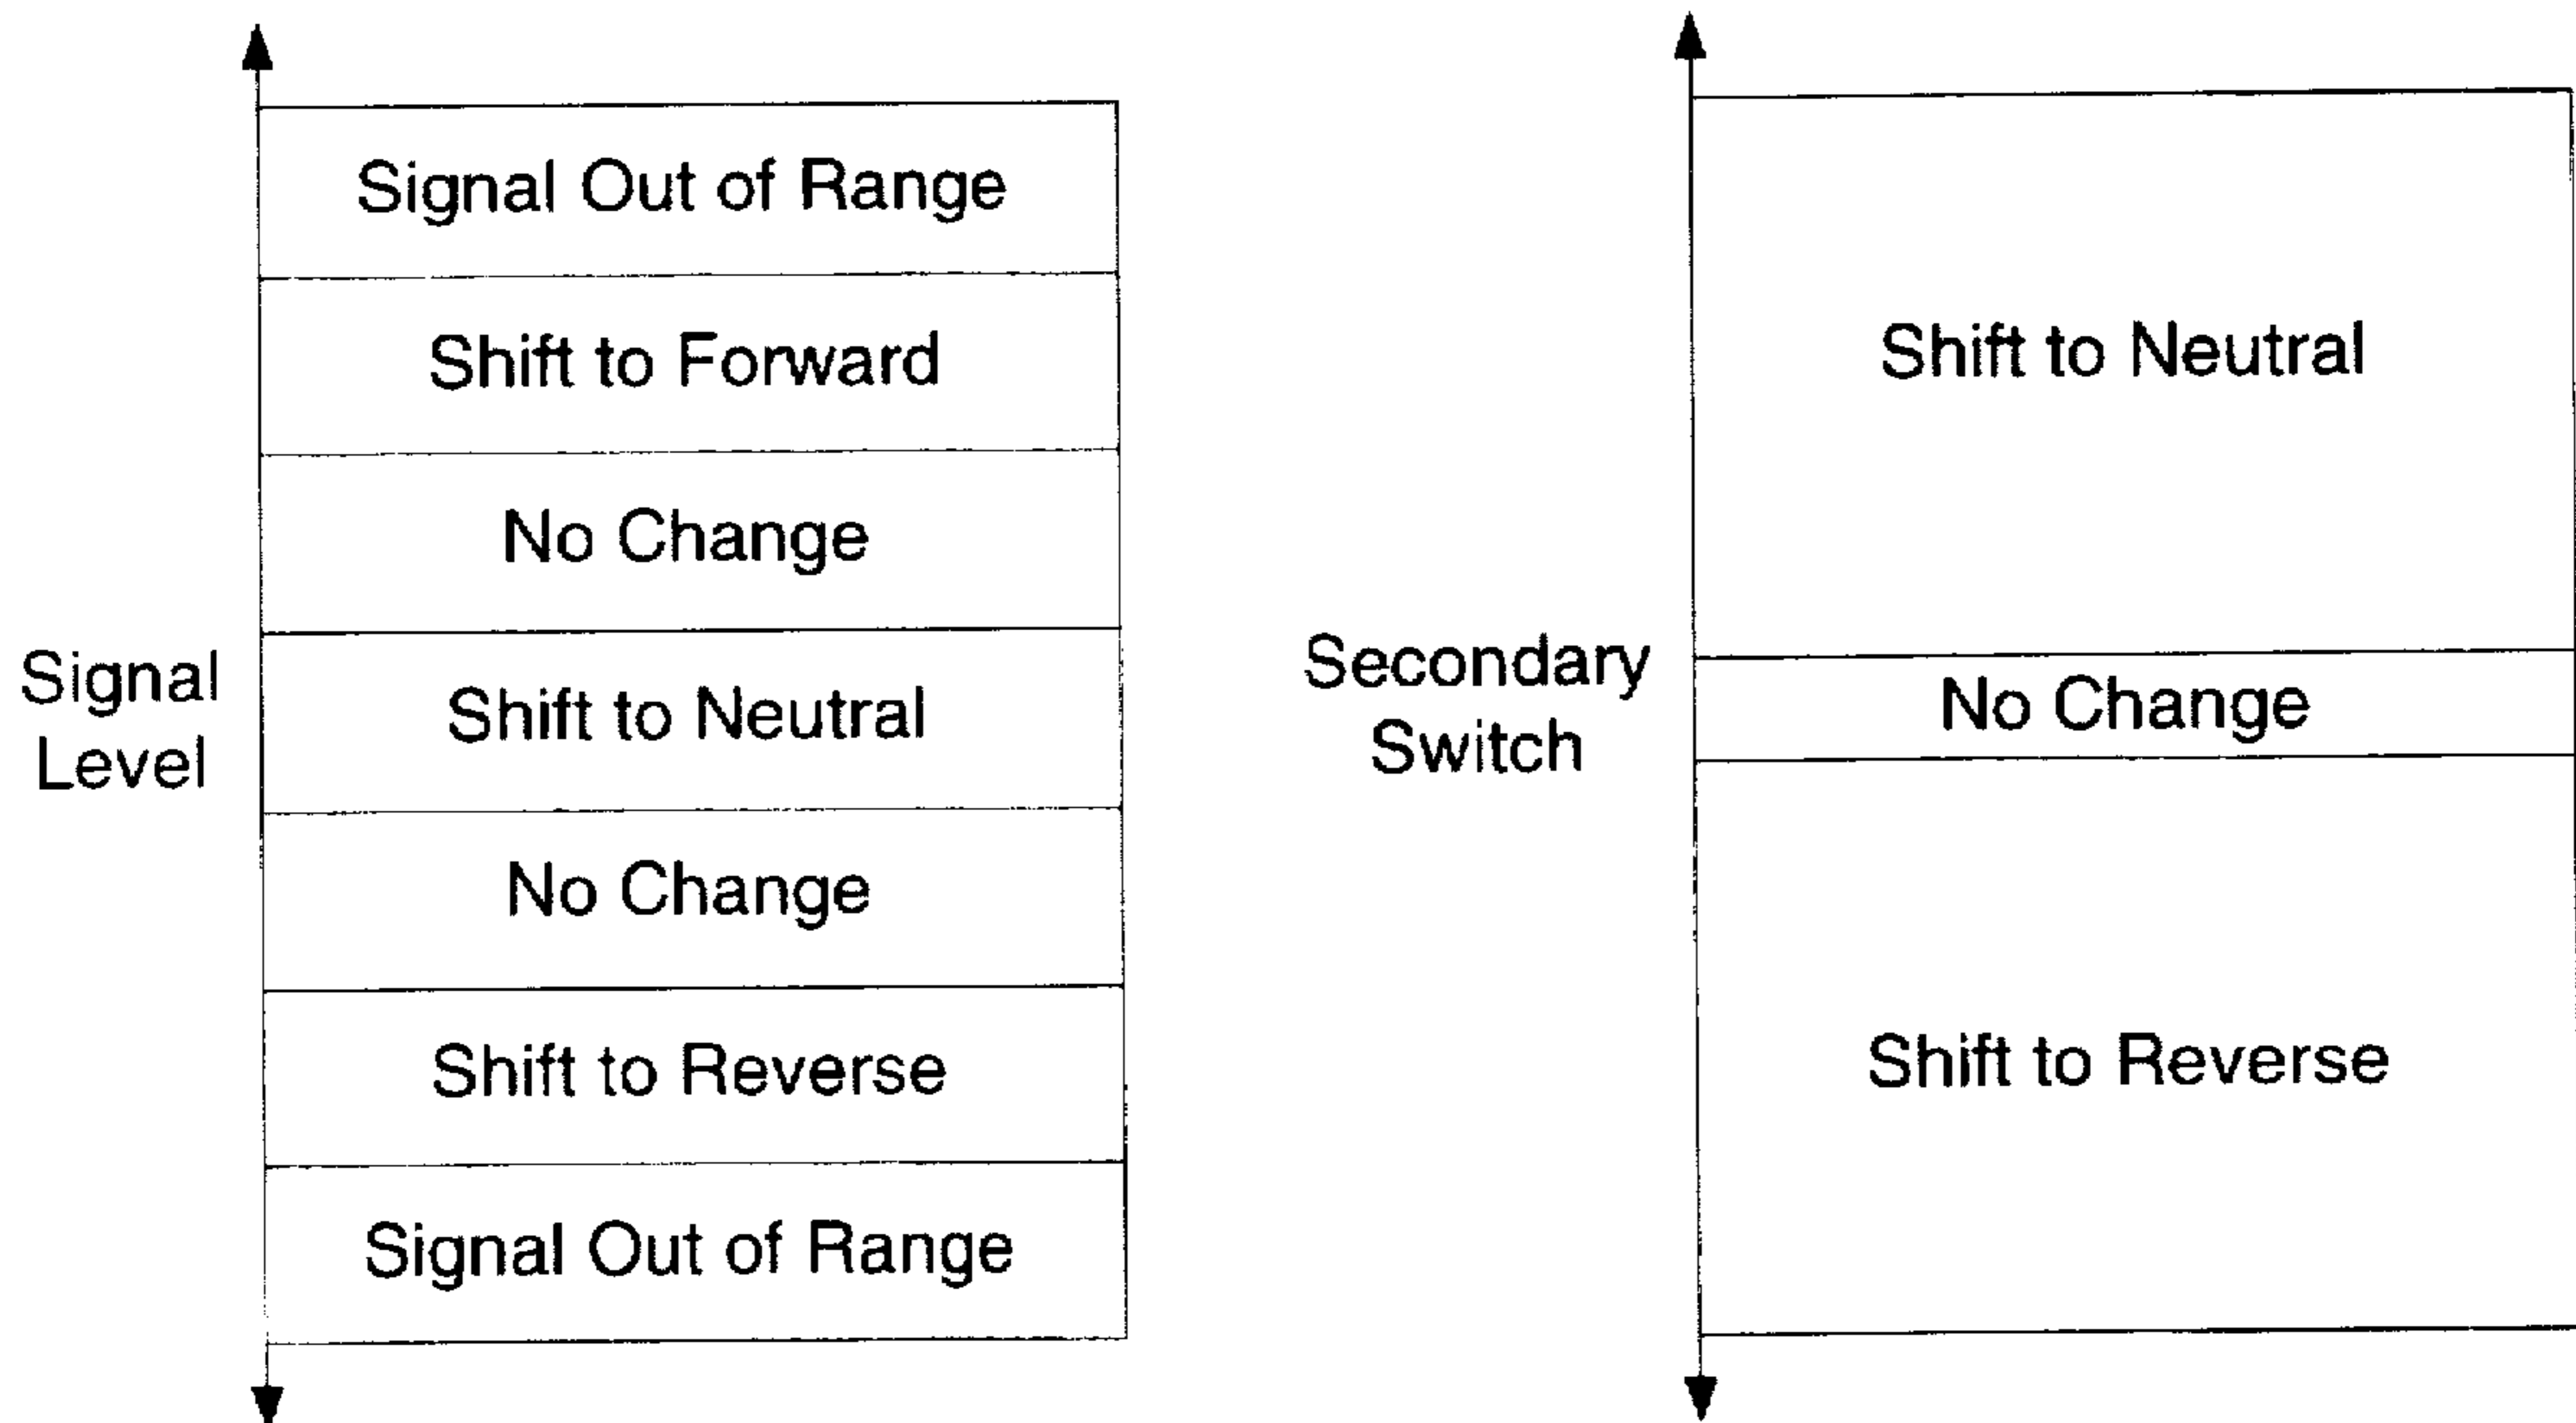 Signal Out of Range
Shift to Forward
No Change
Signal
Level
Shift to Neutral
No Change
Shift to Reverse
Signal Out of Range
Shift to Neutral
Secondary
Switch
No Change
Shift to Reverse